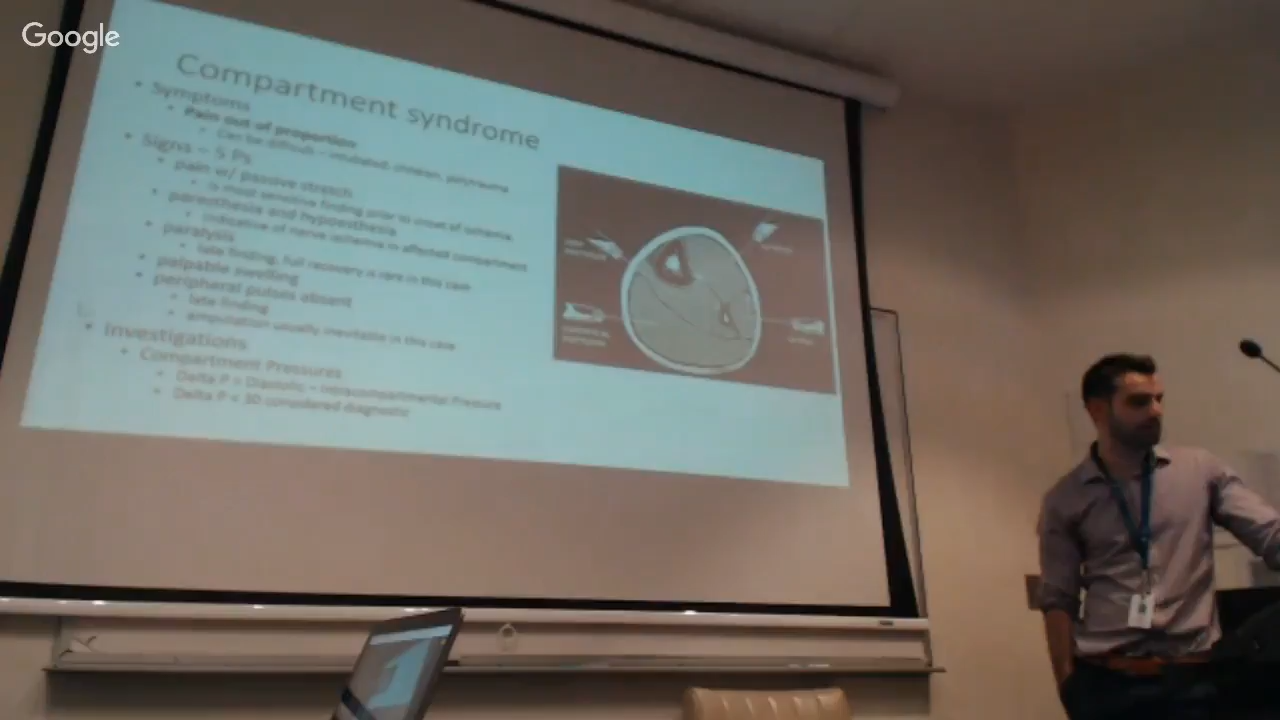 Google
Compartment syndrome
• Symptoms
• Pain out of proportion
• Can be difficult – intubated, children, polytrauma
• Signs – 5 Ps
• pain w/ passive stretch
• is most sensitive finding prior to onset of ischemia
• paresthesia and hypoesthesia
• indicative of nerve ischemia in affected compartment
• paralysis
• late finding, full recovery is rare in this case
• palpable swelling
• peripheral pulses absent
• late finding
• amputation usually inevitable in this case
• Investigations
• Compartment Pressures
• Delta P = Diastolic – Intracompartmental Pressure
• Delta P < 30 considered diagnostic